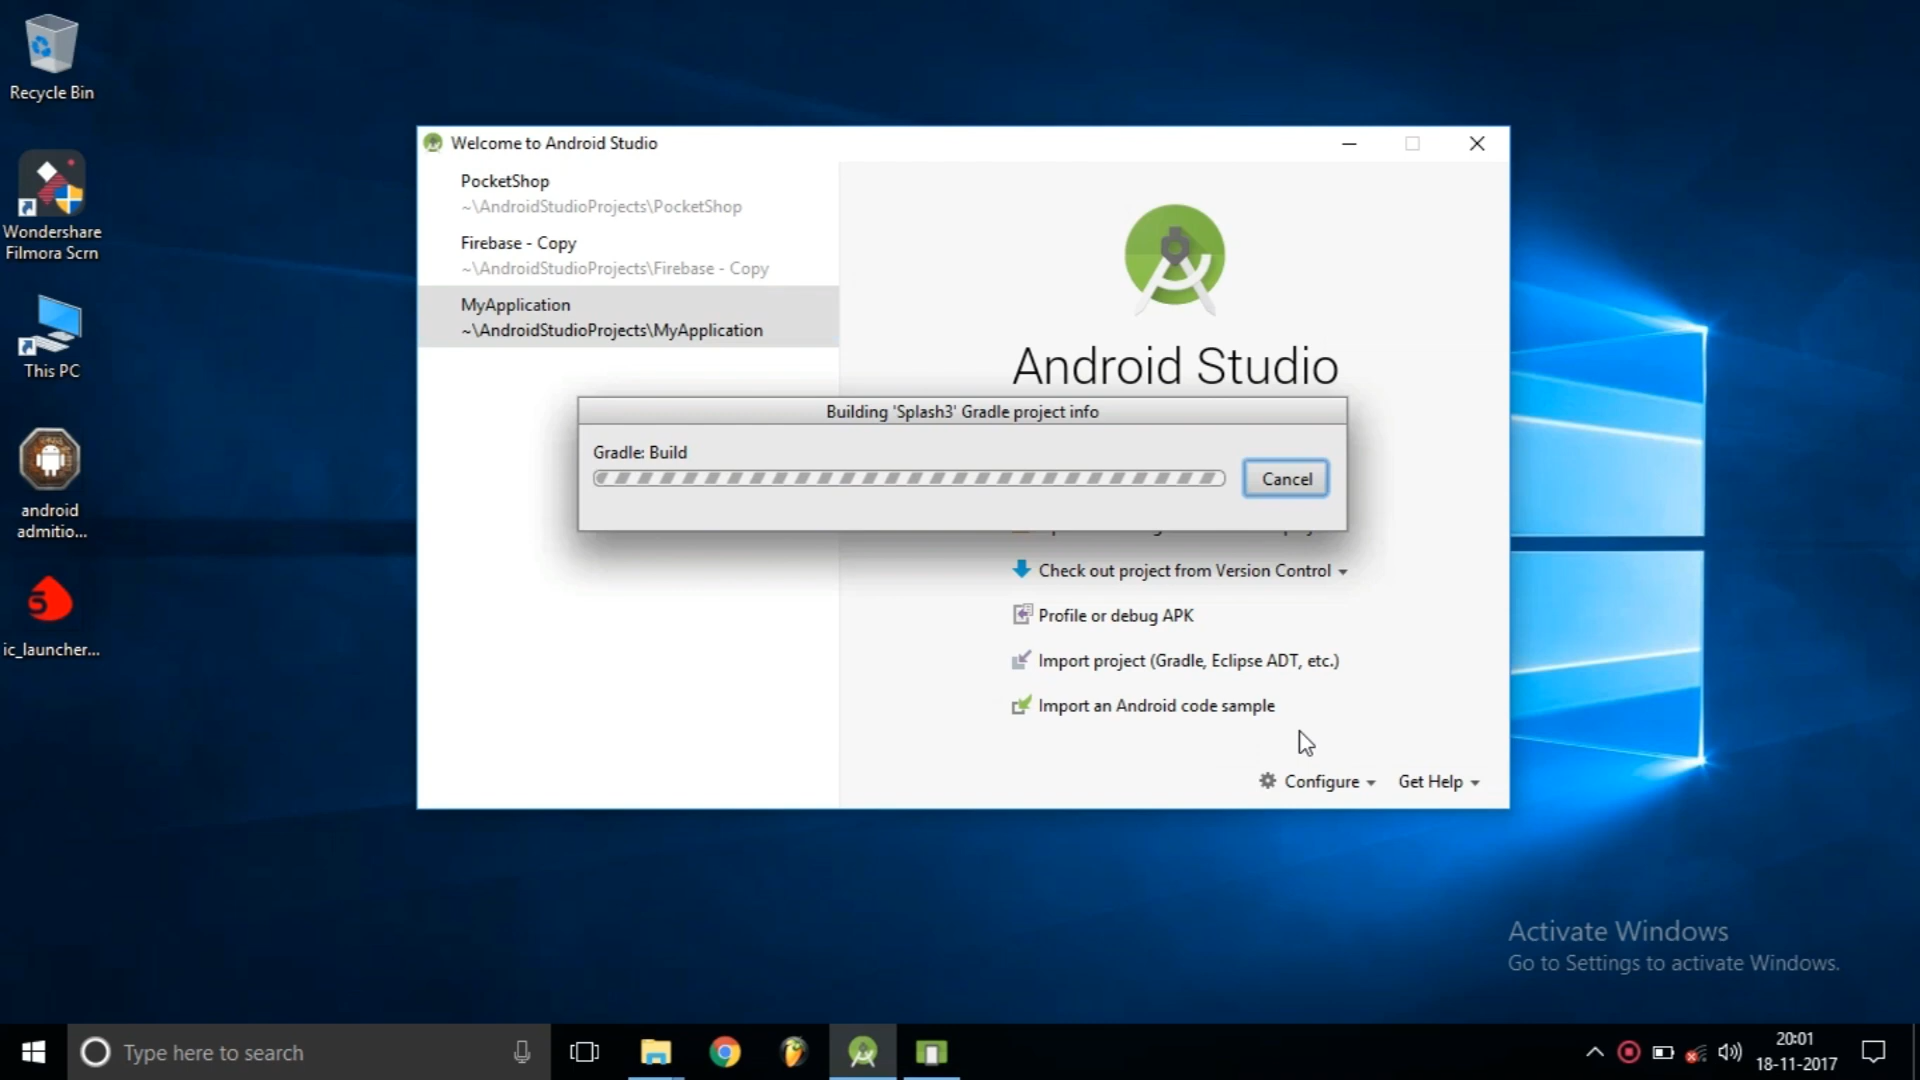 Recycle Bin
Wondershare
Filmora Scrn
This PC
android
admitio...
5
ic_launcher...
Welcome to Android Studio
PocketShop
~\AndroidStudioProjects\PocketShop
Firebase - Copy
~\AndroidStudioProjects\Firebase - Copy
MyApplication
~\AndroidStudioProjects\MyApplication
Android Studio
Building 'Splash3' Gradle project info
Gradle: Build
Cancel
Check out project from Version Control
Profile or debug APK
Import project (Gradle, Eclipse ADT, etc.)
Import an Android code sample
Configure
Get Help
Activate Windows
Go to Settings to activate Windows.
Type here to search
20:01
18-11-2017